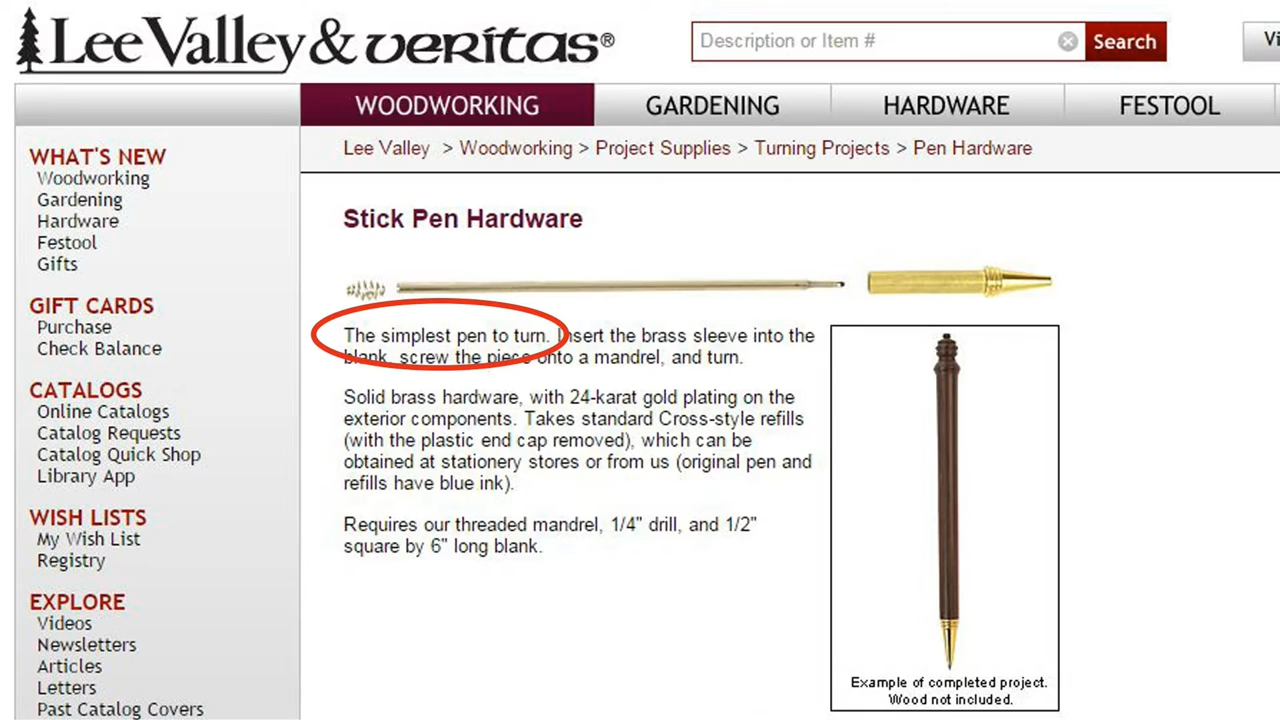 Lee Valley & veritas®
Description or Item #
Search
WOODWORKING
GARDENING
HARDWARE
FESTOOL
WHAT'S NEW
Woodworking
Gardening
Hardware
Festool
Gifts
GIFT CARDS
Purchase
Check Balance
CATALOGS
Online Catalogs
Catalog Requests
Catalog Quick Shop
Library App
WISH LISTS
My Wish List
Registry
EXPLORE
Videos
Newsletters
Articles
Letters
Past Catalog Covers
Lee Valley > Woodworking > Project Supplies > Turning Projects > Pen Hardware
Stick Pen Hardware
The simplest pen to turn. Insert the brass sleeve into the
blank, screw the piece onto a mandrel, and turn.
Solid brass hardware, with 24-karat gold plating on the
exterior components. Takes standard Cross-style refills
(with the plastic end cap removed), which can be
obtained at stationery stores or from us (original pen and
refills have blue ink).
Requires our threaded mandrel, 1/4" drill, and 1/2"
square by 6" long blank.
Example of completed project.
Wood not included.